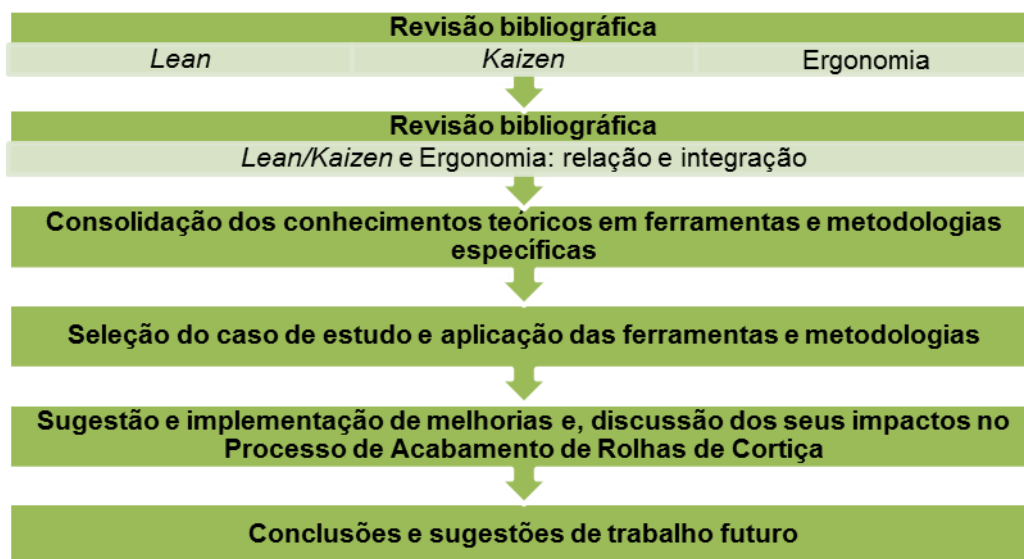 Revisão bibliográfica
Lean Kaizen Ergonomia
Revisão bibliográfica
Lean/Kaizen e Ergonomia: relação e integração
Consolidação dos conhecimentos teóricos em ferramentas e metodologias
específicas
Seleção do caso de estudo e aplicação das ferramentas e metodologias
Sugestão e implementação de melhorias e, discussão dos seus impactos no
Processo de Acabamento de Rolhas de Cortiça
Conclusões e sugestões de trabalho futuro